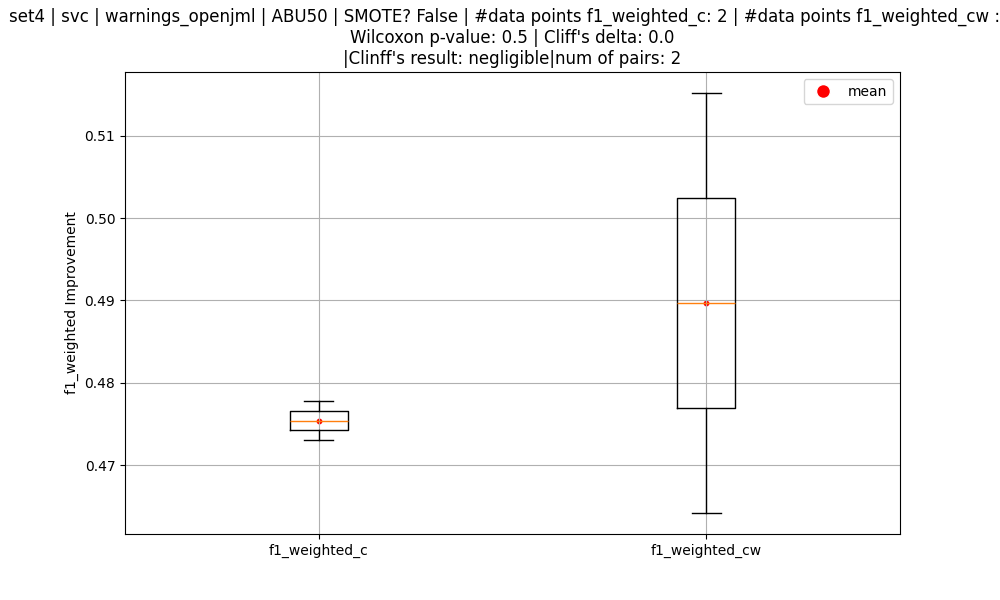 set4 | svc | warnings_openjml | ABU50 | SMOTE? False | #data points f1_weighted_c: 2 | #data points f1_weighted_cw :
Wilcoxon p-value: 0.5 | Cliff's delta: 0.0
|Clinff's result: negligible|num of pairs: 2
mean
f1_weighted Improvement
0.51
0.50
0.49
0.48
0.47
f1_weighted_c
f1_weighted_cw